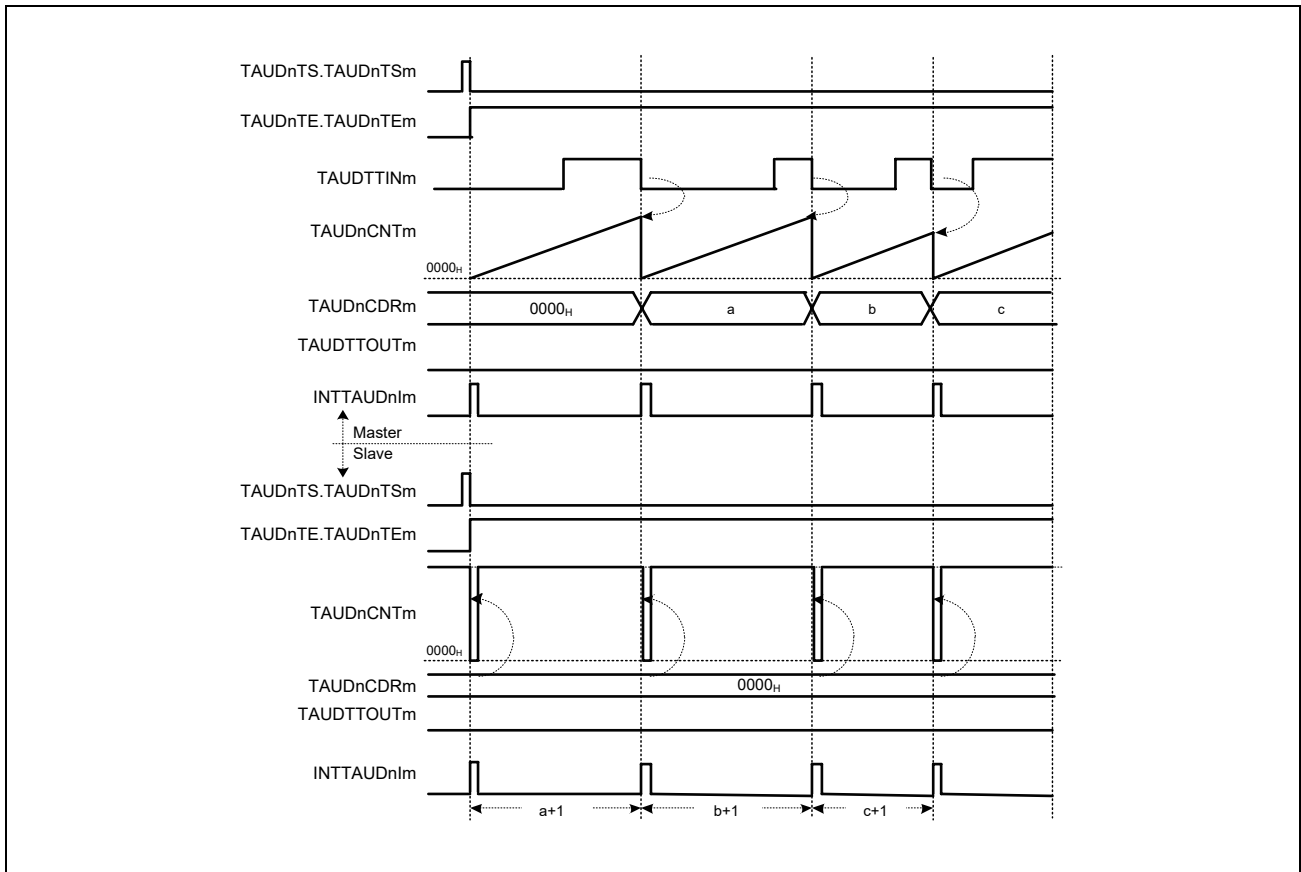 TAUDnTS.TAUDnTSm
TAUDnTE.TAUDnTEm
TAUDTTINm
TAUDnCNTm
0000H
TAUDnCDRm
0000H
a
b
c
TAUDTTOUTm
INTTAUDnIm
Master
Slave
TAUDnTS.TAUDnTSm
TAUDnTE.TAUDnTEm
TAUDnCNTm
0000H
TAUDnCDRm
0000H
TAUDTTOUTm
INTTAUDnIm
a+1
b+1
c+1